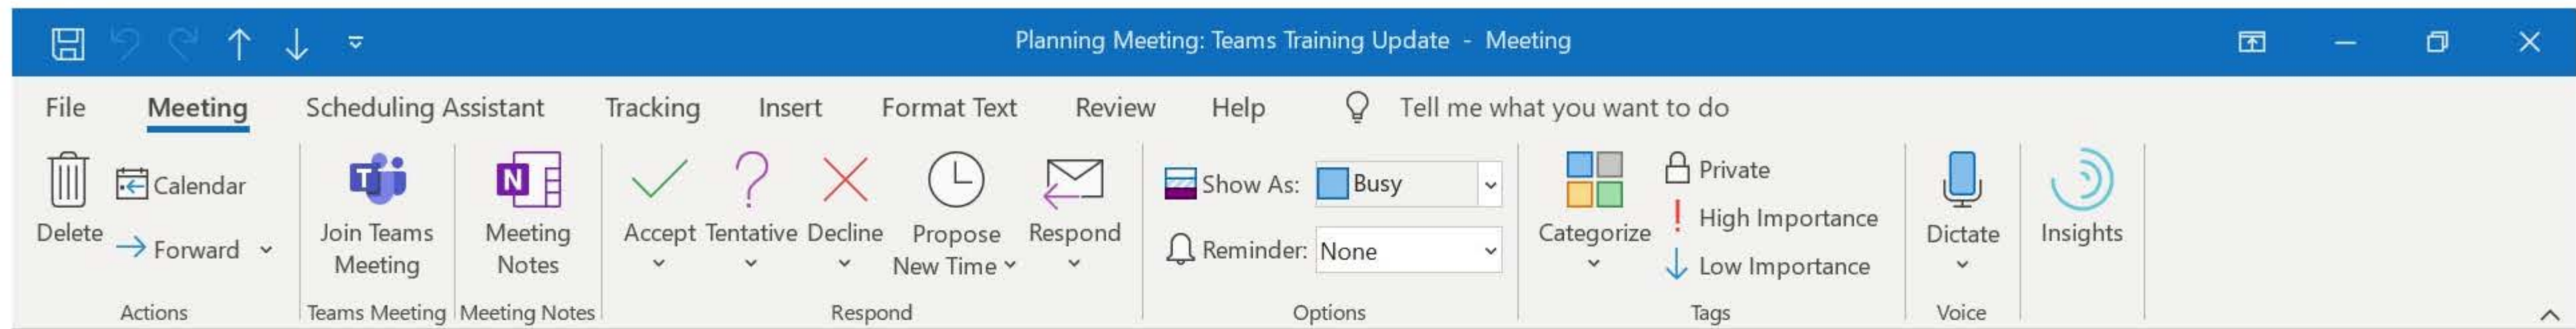 Planning Meeting: Teams Training Update - Meeting
File Meeting Scheduling Assistant Tracking Insert Format Text Review Help Tell me what you want to do
Delete
Calendar
Forward
Actions
T
Join Teams
Meeting
Teams Meeting
N
Meeting
Notes
Meeting Notes
Accept
Tentative
Decline
Propose
New Time
Respond
Respond
Show As: Busy
Reminder: None
Options
Categorize
Private
High Importance
Low Importance
Tags
Dictate
Voice
Insights